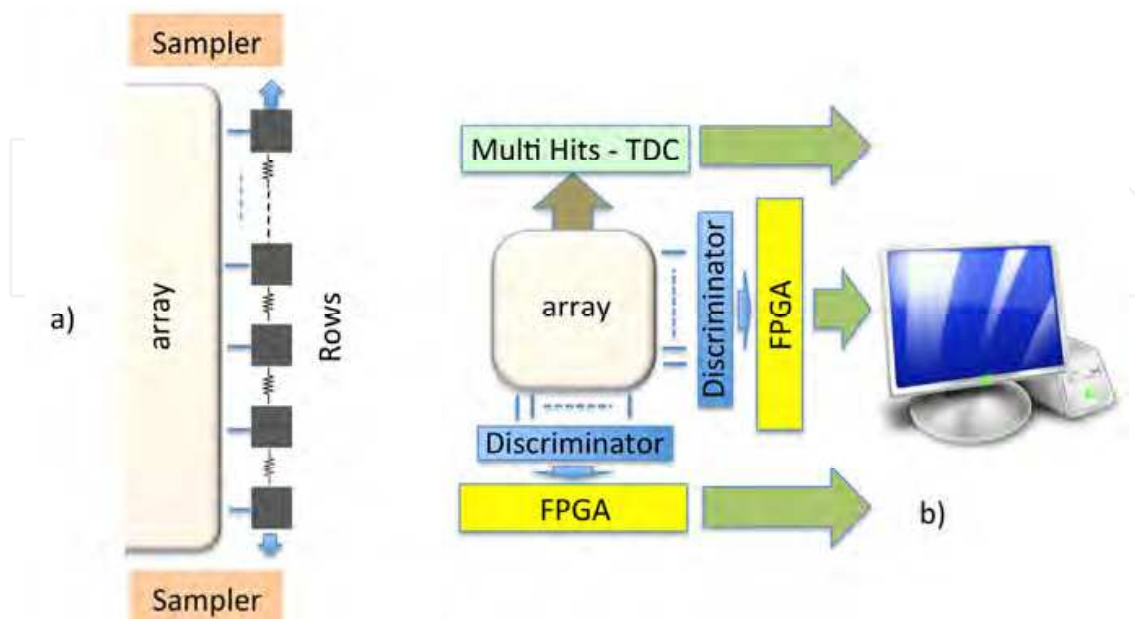 Sampler
a)
array
Rows
Sampler
Multi Hits - TDC
array
Discriminator
FPGA
Discriminator
FPGA
b)